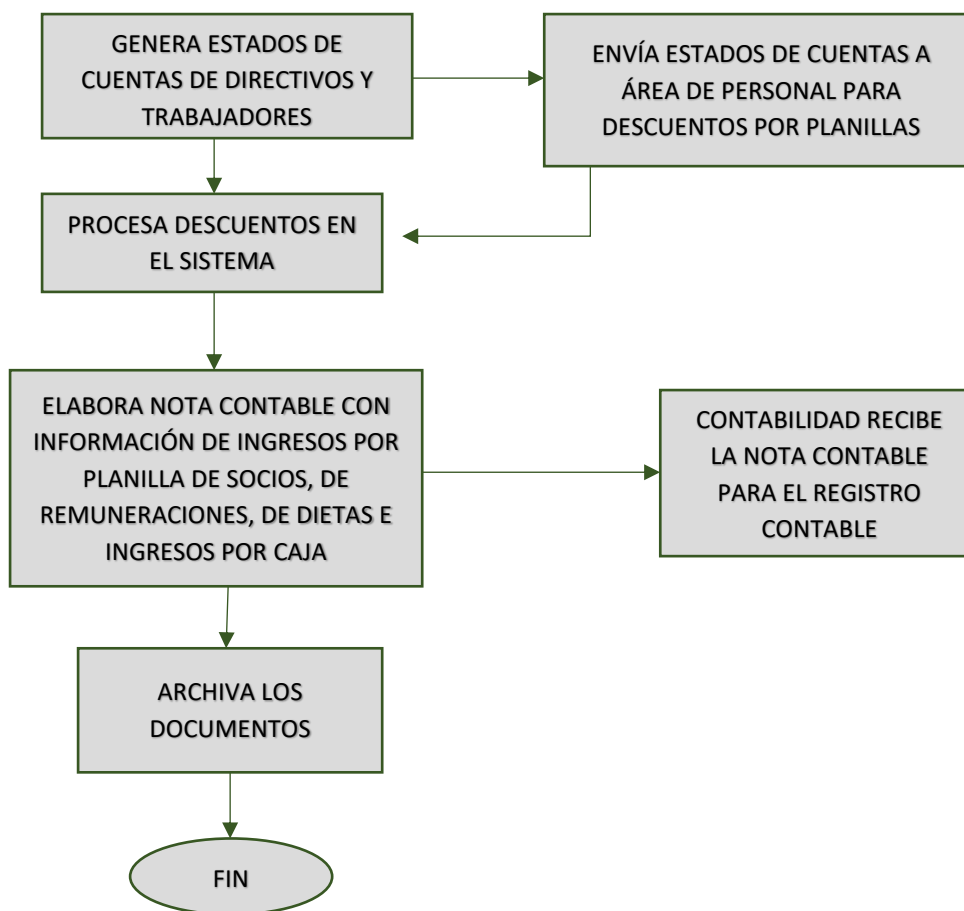 GENERA ESTADOS DE
CUENTAS DE DIRECTIVOS Y
TRABAJADORES
ENVÍA ESTADOS DE CUENTAS A
ÁREA DE PERSONAL PARA
DESCUENTOS POR PLANILLAS
PROCESA DESCUENTOS EN
EL SISTEMA
ELABORA NOTA CONTABLE CON
INFORMACIÓN DE INGRESOS POR
PLANILLA DE SOCIOS, DE
REMUNERACIONES, DE DIETAS E
INGRESOS POR CAJA
CONTABILIDAD RECIBE
LA NOTA CONTABLE
PARA EL REGISTRO
CONTABLE
ARCHIVA LOS
DOCUMENTOS
FIN